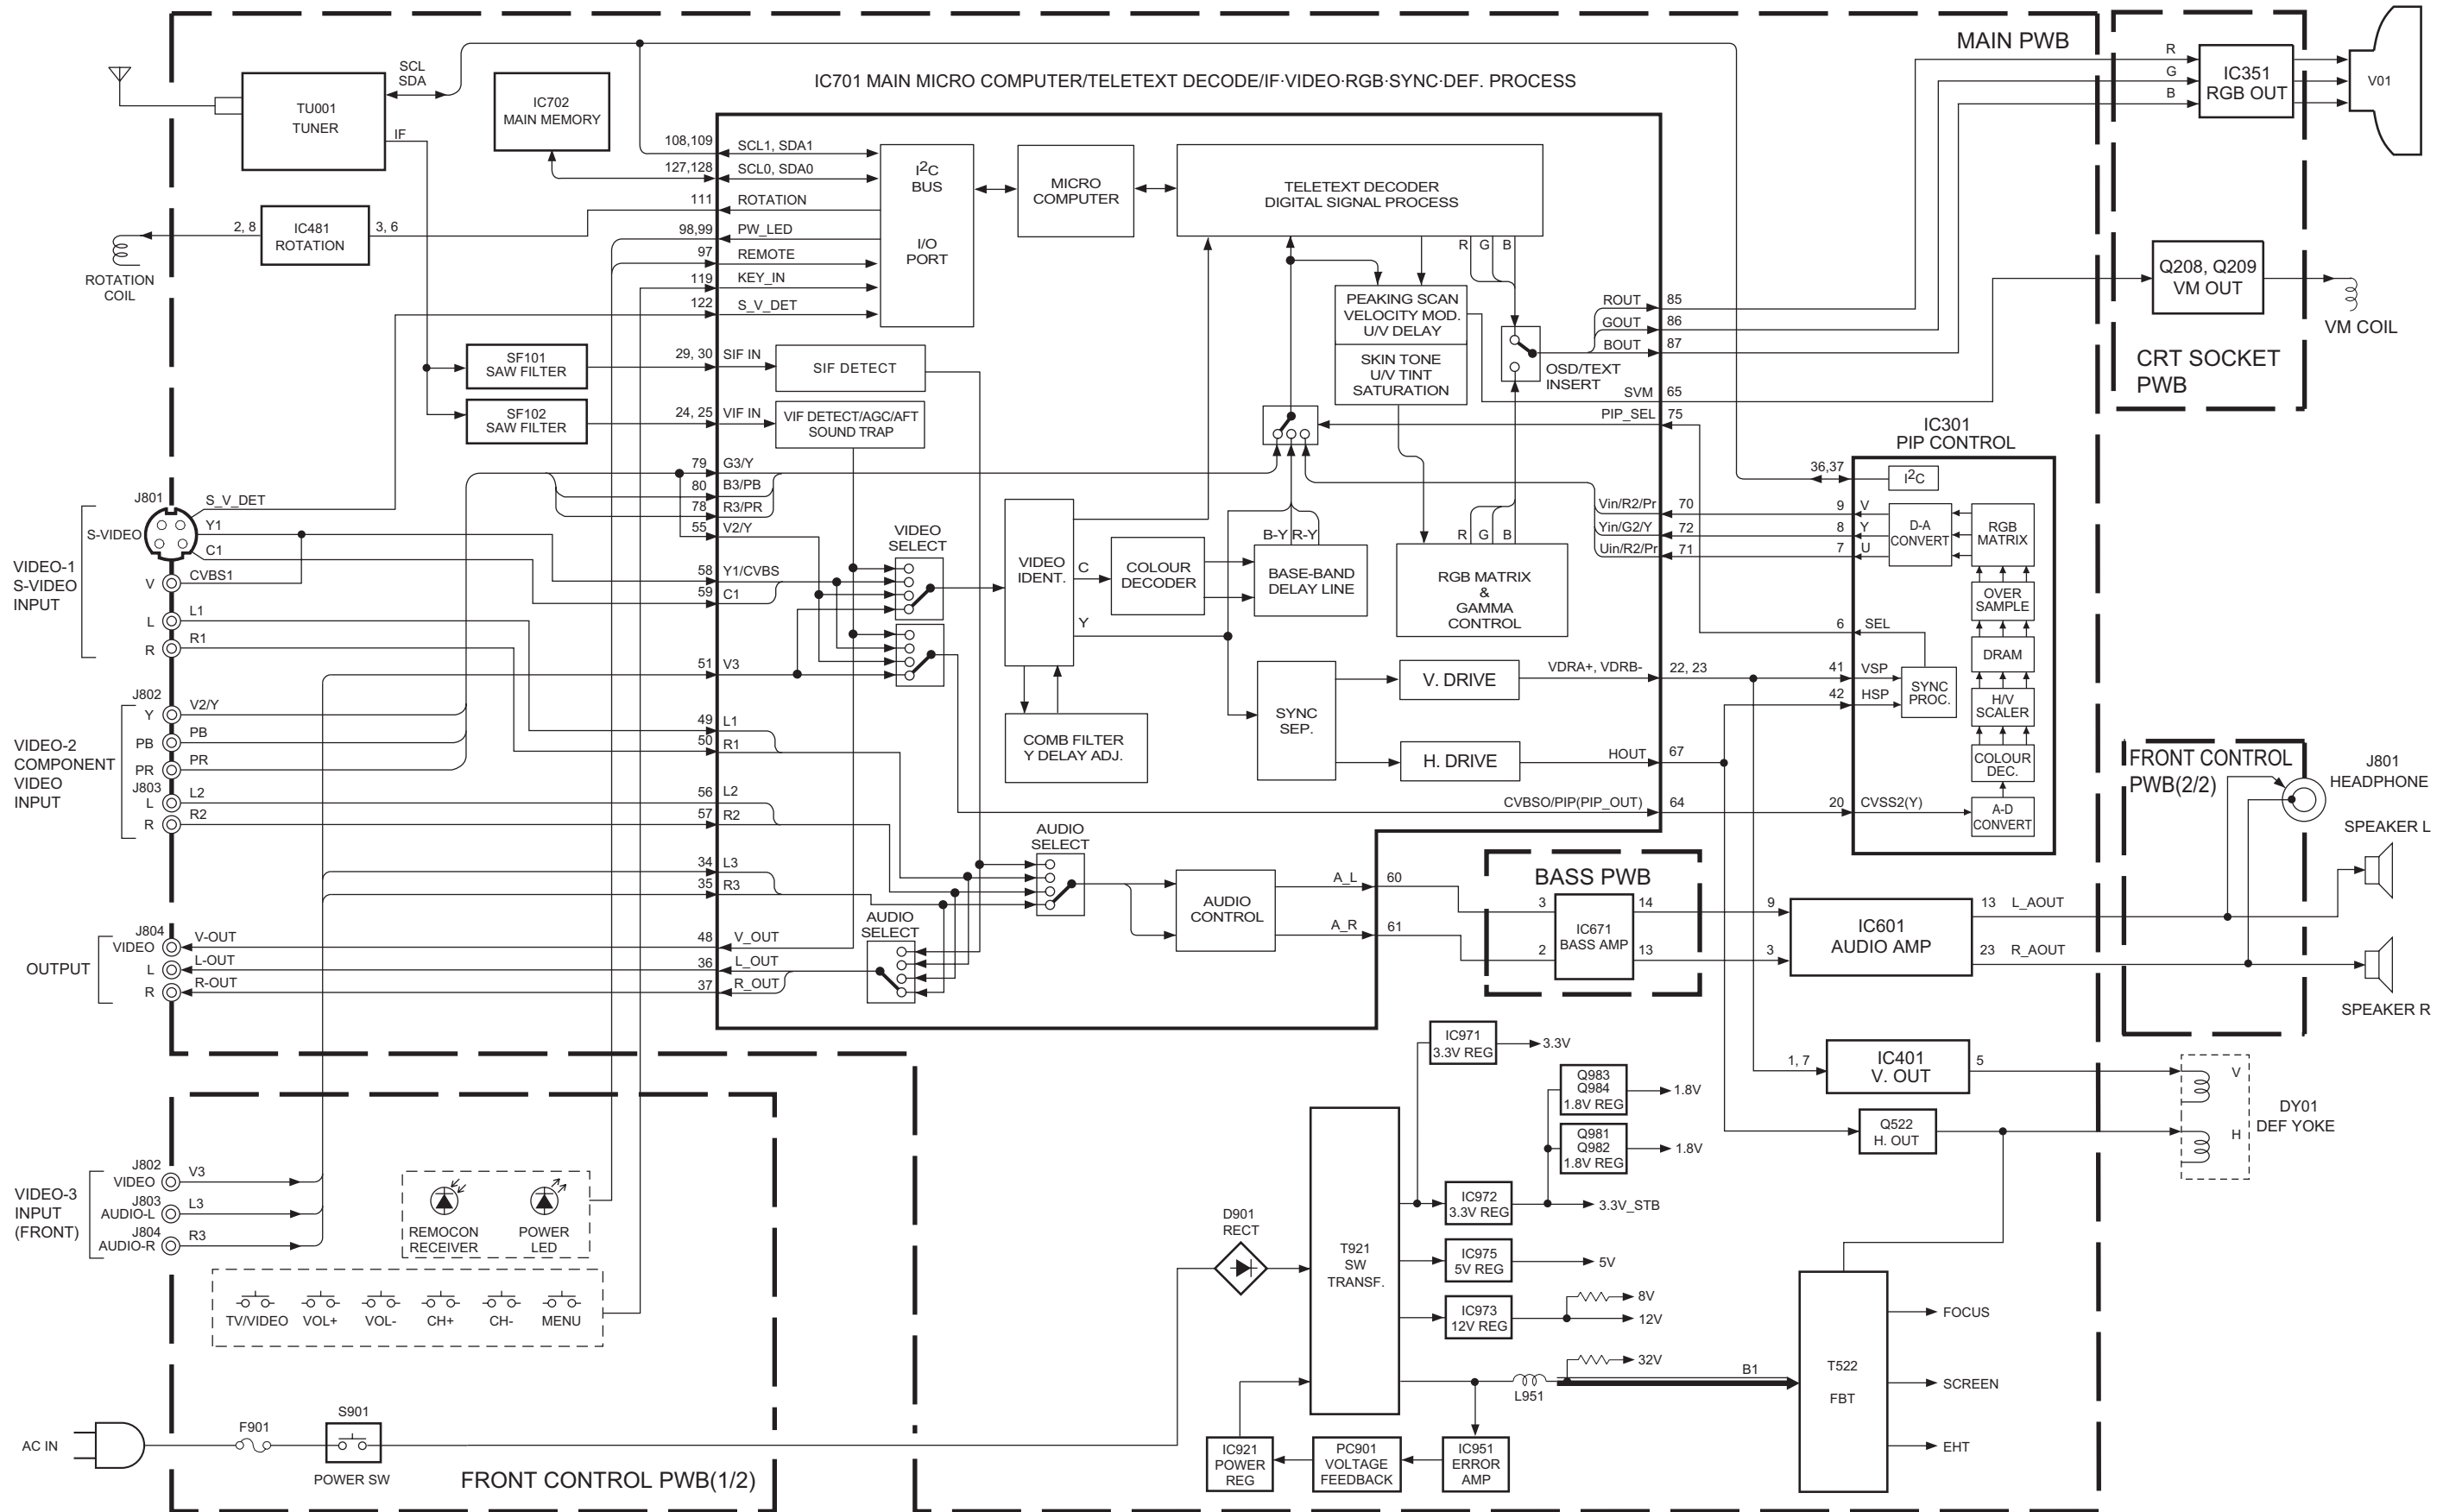 MAIN PWB
IC701 MAIN MICRO COMPUTER/TELETEXT DECODE/IF·VIDEO·RGB·SYNC·DEF. PROCESS
SCL
SDA
TU001
TUNER
IF
IC702
MAIN MEMORY
IC481
ROTATION
2, 8
3, 6
ROTATION
COIL
SF101
SAW FILTER
SF102
SAW FILTER
108,109
SCL1, SDA1
127,128
SCL0, SDA0
111
ROTATION
98,99
PW_LED
97
REMOTE
119
KEY_IN
122
S_V_DET
29, 30
SIF IN
24, 25
VIF IN
I2C
BUS
I/O
PORT
MICRO
COMPUTER
TELETEXT DECODER
DIGITAL SIGNAL PROCESS
R G B
SIF DETECT
VIF DETECT/AGC/AFT
SOUND TRAP
PEAKING SCAN
VELOCITY MOD.
U/V DELAY
SKIN TONE
U/V TINT
SATURATION
OSD/TEXT
INSERT
ROUT
85
GOUT
86
BOUT
87
SVM
65
PIP_SEL
75
R
G
B
IC351
RGB OUT
V01
Q208, Q209
VM OUT
VM COIL
CRT SOCKET
PWB
79
G3/Y
80
B3/PB
78
R3/PR
55
V2/Y
58
Y1/CVBS
59
C1
51
V3
49
L1
50
R1
56
L2
57
R2
34
L3
35
R3
48
V_OUT
36
L_OUT
37
R_OUT
VIDEO
SELECT
VIDEO
IDENT.
C
Y
COLOUR
DECODER
B-Y R-Y
BASE-BAND
DELAY LINE
R G B
RGB MATRIX
&
GAMMA
CONTROL
COMB FILTER
Y DELAY ADJ.
SYNC
SEP.
V. DRIVE
H. DRIVE
Vin/R2/Pr
70
Yin/G2/Y
72
Uin/R2/Pr
71
VDRA+, VDRB-
22, 23
HOUT
67
CVBSO/PIP(PIP_OUT)
64
AUDIO
SELECT
AUDIO
SELECT
AUDIO
CONTROL
A_L
60
A_R
61
IC301
PIP CONTROL
36,37
I2C
9
V
8
Y
7
U
D-A
CONVERT
RGB
MATRIX
OVER
SAMPLE
DRAM
H/V
SCALER
COLOUR
DEC.
A-D
CONVERT
6
SEL
41
VSP
42
HSP
SYNC
PROC.
20
CVSS2(Y)
J801
S_V_DET
S-VIDEO
Y1
C1
V
CVBS1
L
L1
R
R1
VIDEO-1
S-VIDEO
INPUT
J802
Y
V2/Y
PB
PB
PR
PR
J803
L
L2
R
R2
VIDEO-2
COMPONENT
VIDEO
INPUT
J804
VIDEO
V-OUT
L
L-OUT
R
R-OUT
OUTPUT
BASS PWB
3
14
IC671
BASS AMP
2
13
9
3
IC601
AUDIO AMP
13
L_AOUT
23
R_AOUT
FRONT CONTROL
PWB(2/2)
J801
HEADPHONE
SPEAKER L
SPEAKER R
1, 7
IC401
V. OUT
5
Q522
H. OUT
V
H
DY01
DEF YOKE
IC971
3.3V REG
3.3V
Q983
Q984
1.8V REG
1.8V
Q981
Q982
1.8V REG
1.8V
IC972
3.3V REG
3.3V_STB
IC975
5V REG
5V
IC973
12V REG
8V
12V
32V
L951
B1
T921
SW
TRANSF.
D901
RECT
IC921
POWER
REG
PC901
VOLTAGE
FEEDBACK
IC951
ERROR
AMP
T522
FBT
FOCUS
SCREEN
EHT
VIDEO-3
INPUT
(FRONT)
J802
VIDEO
V3
J803
AUDIO-L
L3
J804
AUDIO-R
R3
REMOCON
RECEIVER
POWER
LED
TV/VIDEO
VOL+
VOL-
CH+
CH-
MENU
AC IN
F901
S901
POWER SW
FRONT CONTROL PWB(1/2)